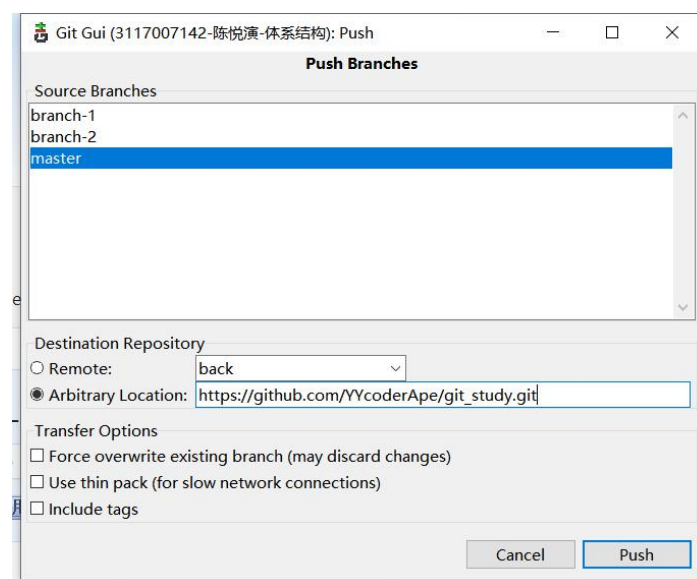 Git Gui (3117007142-陈悦演-体系结构): Push
Push Branches
Source Branches
branch-1
branch-2
master
Destination Repository
Remote: back
Arbitrary Location: https://github.com/YYcoderApe/git_study.git
Transfer Options
Force overwrite existing branch (may discard changes)
Use thin pack (for slow network connections)
Include tags
Cancel Push